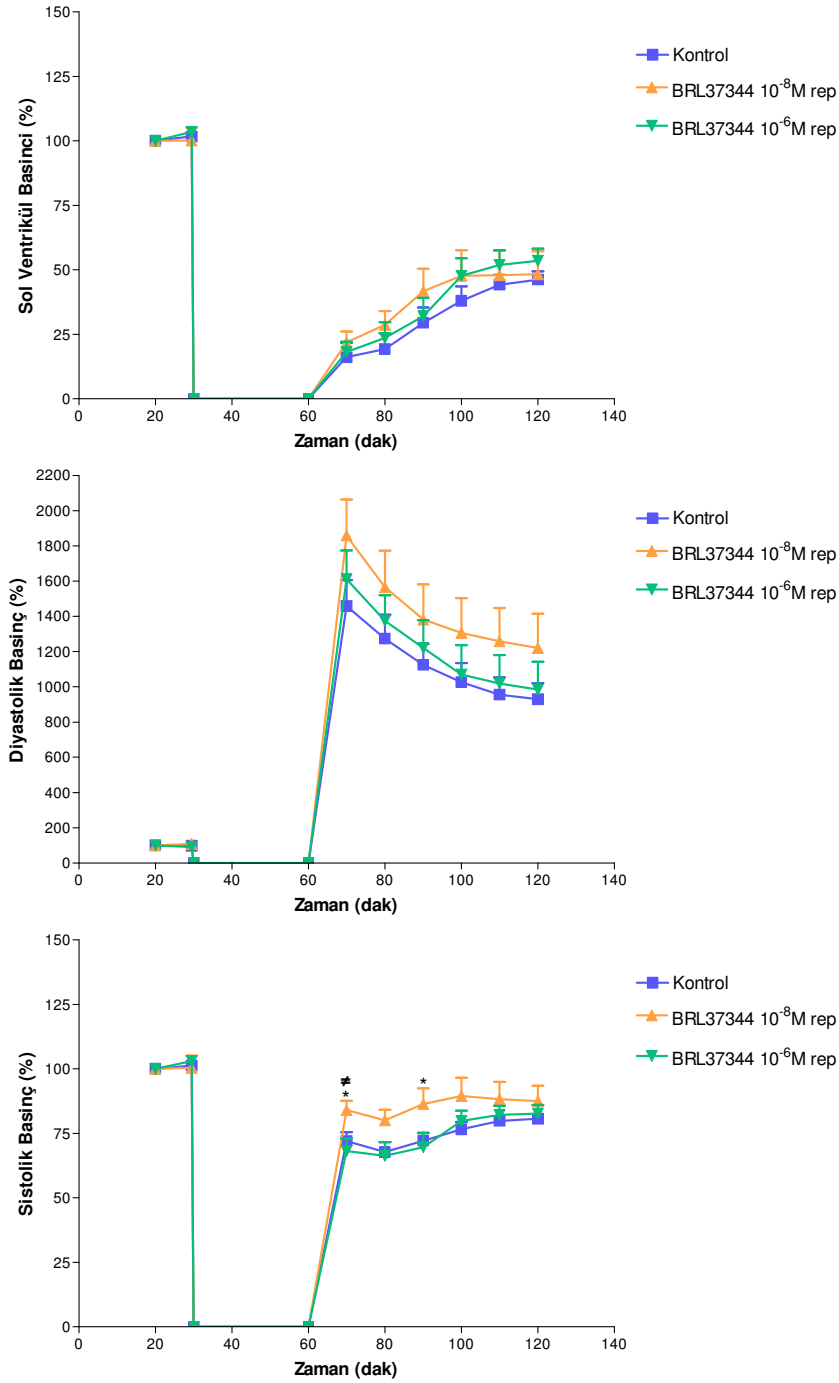 Sol Ventrikül Basinci (%)
150
125
100
75
50
25
0
0 20 40 60 80 100 120 140
Zaman (dak)
Kontrol
BRL37344 10⁻⁸M rep
BRL37344 10⁻⁶M rep
Diyastolik Basinç (%)
2200
2000
1800
1600
1400
1200
1000
800
600
400
200
0
0 20 40 60 80 100 120 140
Zaman (dak)
Kontrol
BRL37344 10⁻⁸M rep
BRL37344 10⁻⁶M rep
Sistolik Basinç (%)
150
125
100
75
50
25
0
≠
* *
0 20 40 60 80 100 120 140
Zaman (dak)
Kontrol
BRL37344 10⁻⁸M rep
BRL37344 10⁻⁶M rep